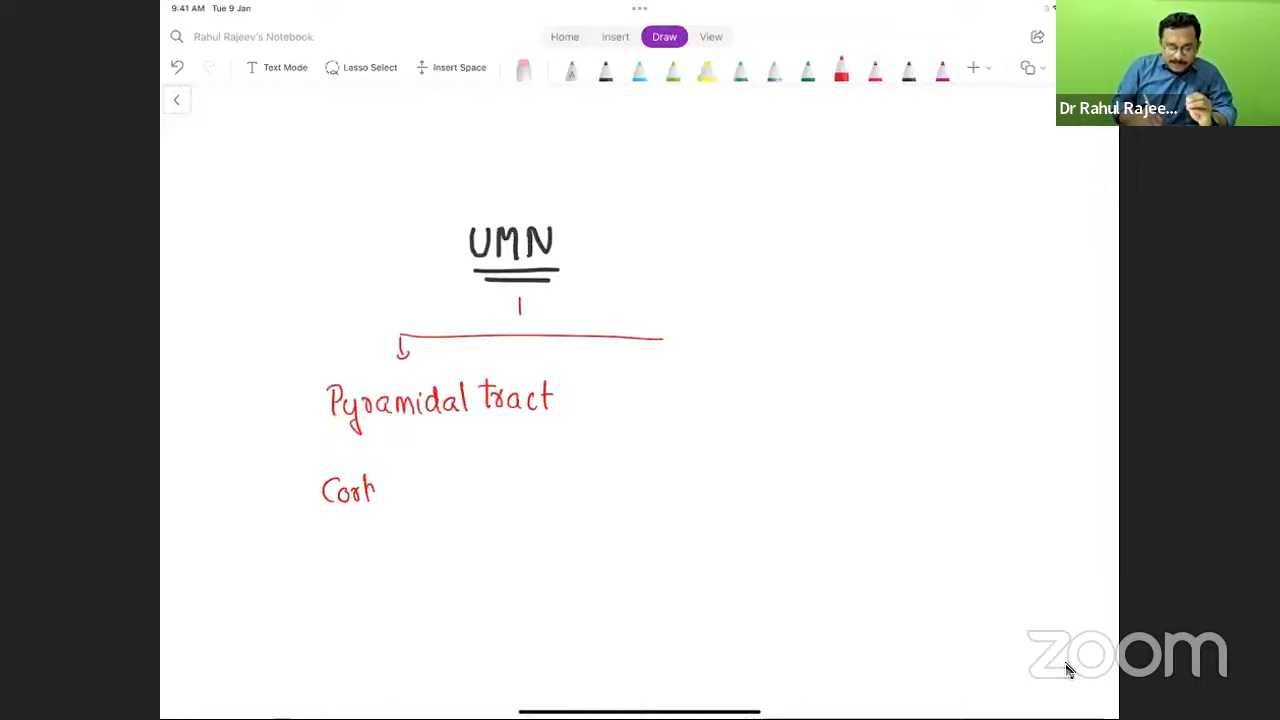 9:41 AM Tue 9 Jan
Rahul Rajeev's Notebook
Home Insert Draw View
Text Mode Lasso Select Insert Space
Dr Rahul Rajee...
UMN
Pyramidal tract
Cort
zoom